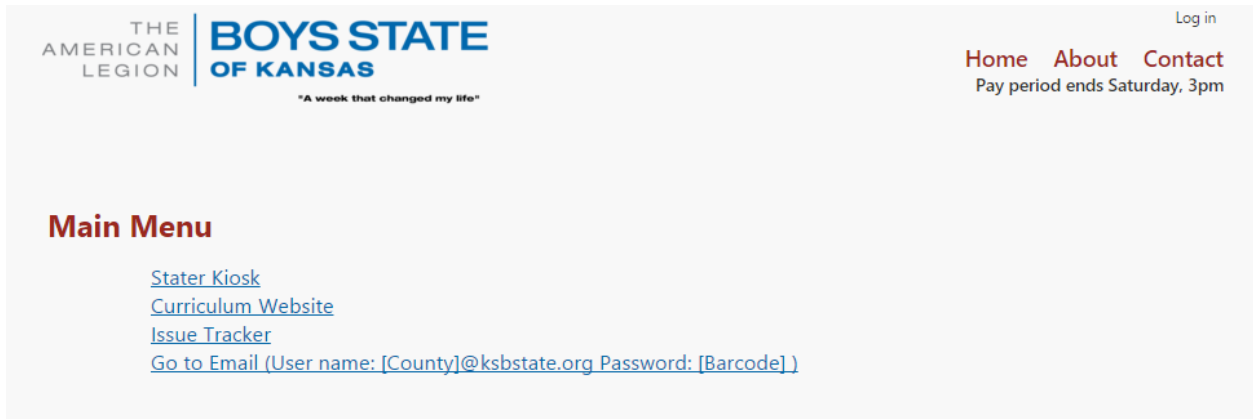 THE
AMERICAN
LEGION
BOYS STATE
OF KANSAS
"A week that changed my life"
Log in
Home About Contact
Pay period ends Saturday, 3pm
Main Menu
Stater Kiosk
Curriculum Website
Issue Tracker
Go to Email (User name: [County]@ksbstate.org Password: [Barcode] )